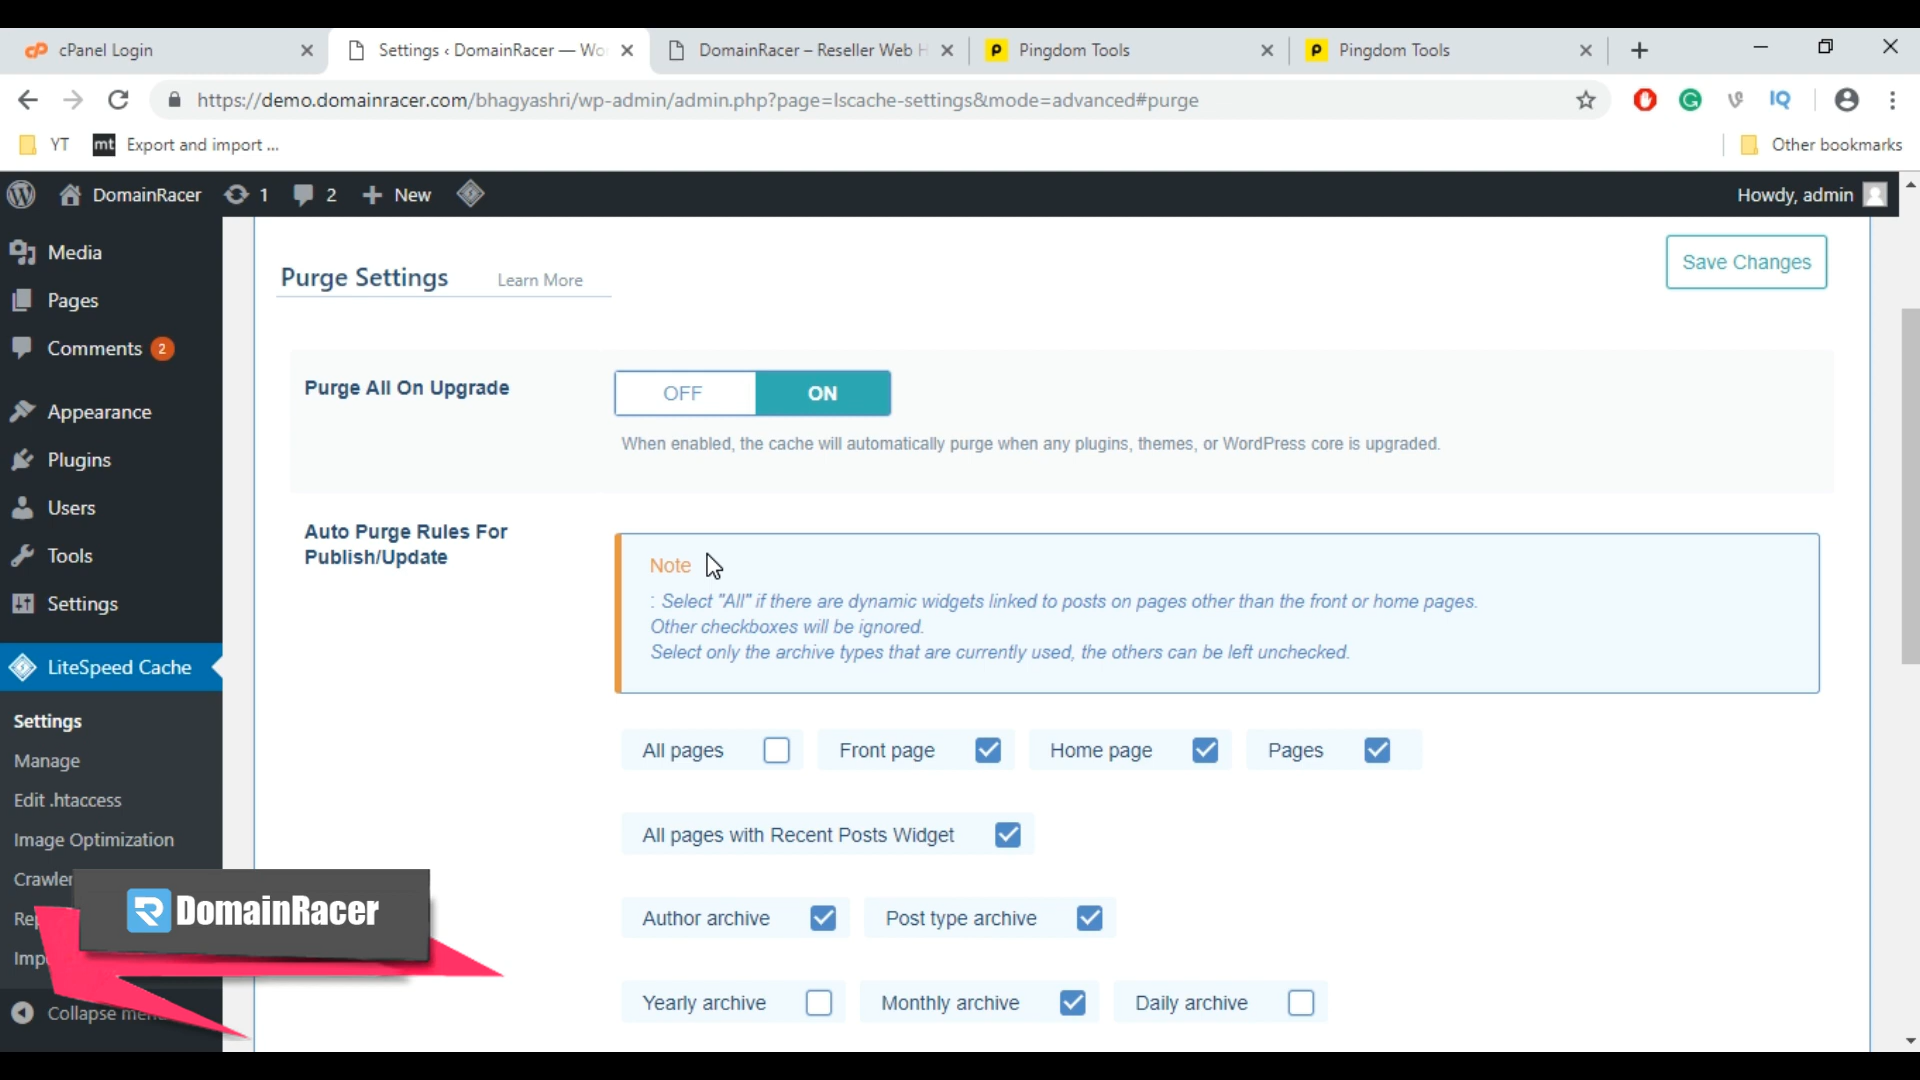 cPanel Login
Settings ‹ DomainRacer — Wo
DomainRacer – Reseller Web H
Pingdom Tools
Pingdom Tools
https://demo.domainracer.com/bhagyashri/wp-admin/admin.php?page=lscache-settings&mode=advanced#purge
IQ
YT
mt Export and import ...
Other bookmarks
DomainRacer 1 2 New
Howdy, admin
Media
Pages
Comments 2
Appearance
Plugins
Users
Tools
Settings
LiteSpeed Cache
Settings
Manage
Edit .htaccess
Image Optimization
Crawler
Rep
Imp
Collapse menu
DomainRacer
Purge Settings Learn More
Save Changes
Purge All On Upgrade
OFF ON
When enabled, the cache will automatically purge when any plugins, themes, or WordPress core is upgraded.
Auto Purge Rules For
Publish/Update
Note
: Select "All" if there are dynamic widgets linked to posts on pages other than the front or home pages.
Other checkboxes will be ignored.
Select only the archive types that are currently used, the others can be left unchecked.
All pages Front page Home page Pages
All pages with Recent Posts Widget
Author archive Post type archive
Yearly archive Monthly archive Daily archive